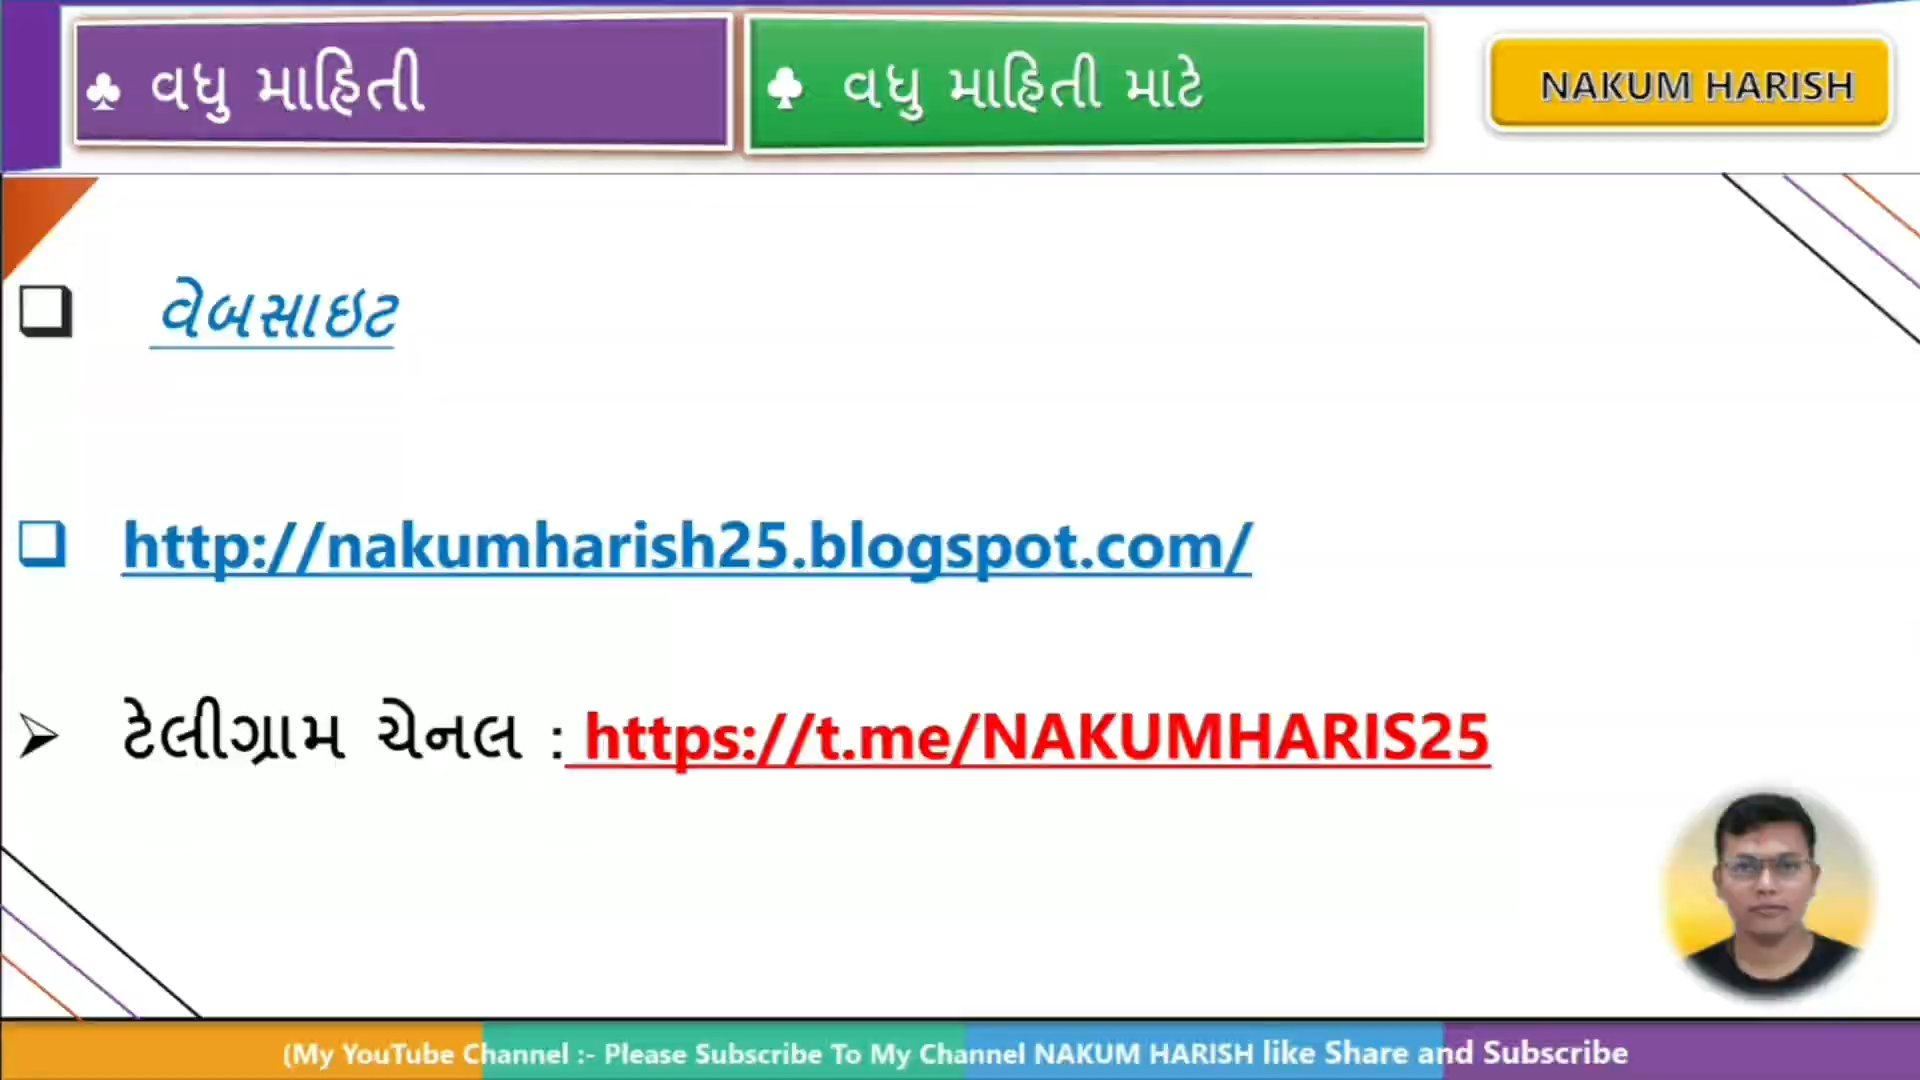 ♣ વધુ માહિતી
♣ વધુ માહિતી માટે
NAKUM HARISH
વેબસાઇટ
http://nakumharish25.blogspot.com/
ટેલીગ્રામ ચેનલ : https://t.me/NAKUMHARIS25
(My YouTube Channel :- Please Subscribe To My Channel NAKUM HARISH like Share and Subscribe